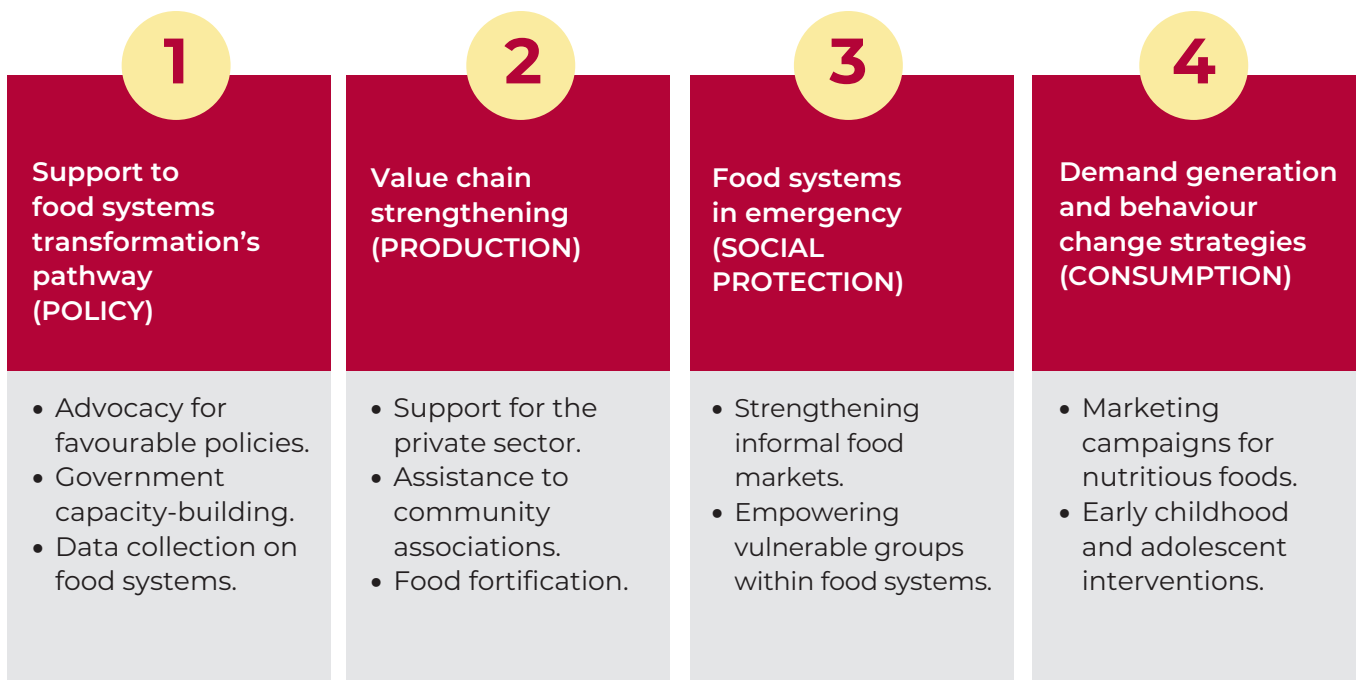 1
Support to
food systems
transformation’s
pathway
(POLICY)
• Advocacy for
favourable policies.
• Government
capacity-building.
• Data collection on
food systems.
2
Value chain
strengthening
(PRODUCTION)
• Support for the
private sector.
• Assistance to
community
associations.
• Food fortification.
3
Food systems
in emergency
(SOCIAL
PROTECTION)
• Strengthening
informal food
markets.
• Empowering
vulnerable groups
within food systems.
4
Demand generation
and behaviour
change strategies
(CONSUMPTION)
• Marketing
campaigns for
nutritious foods.
• Early childhood
and adolescent
interventions.